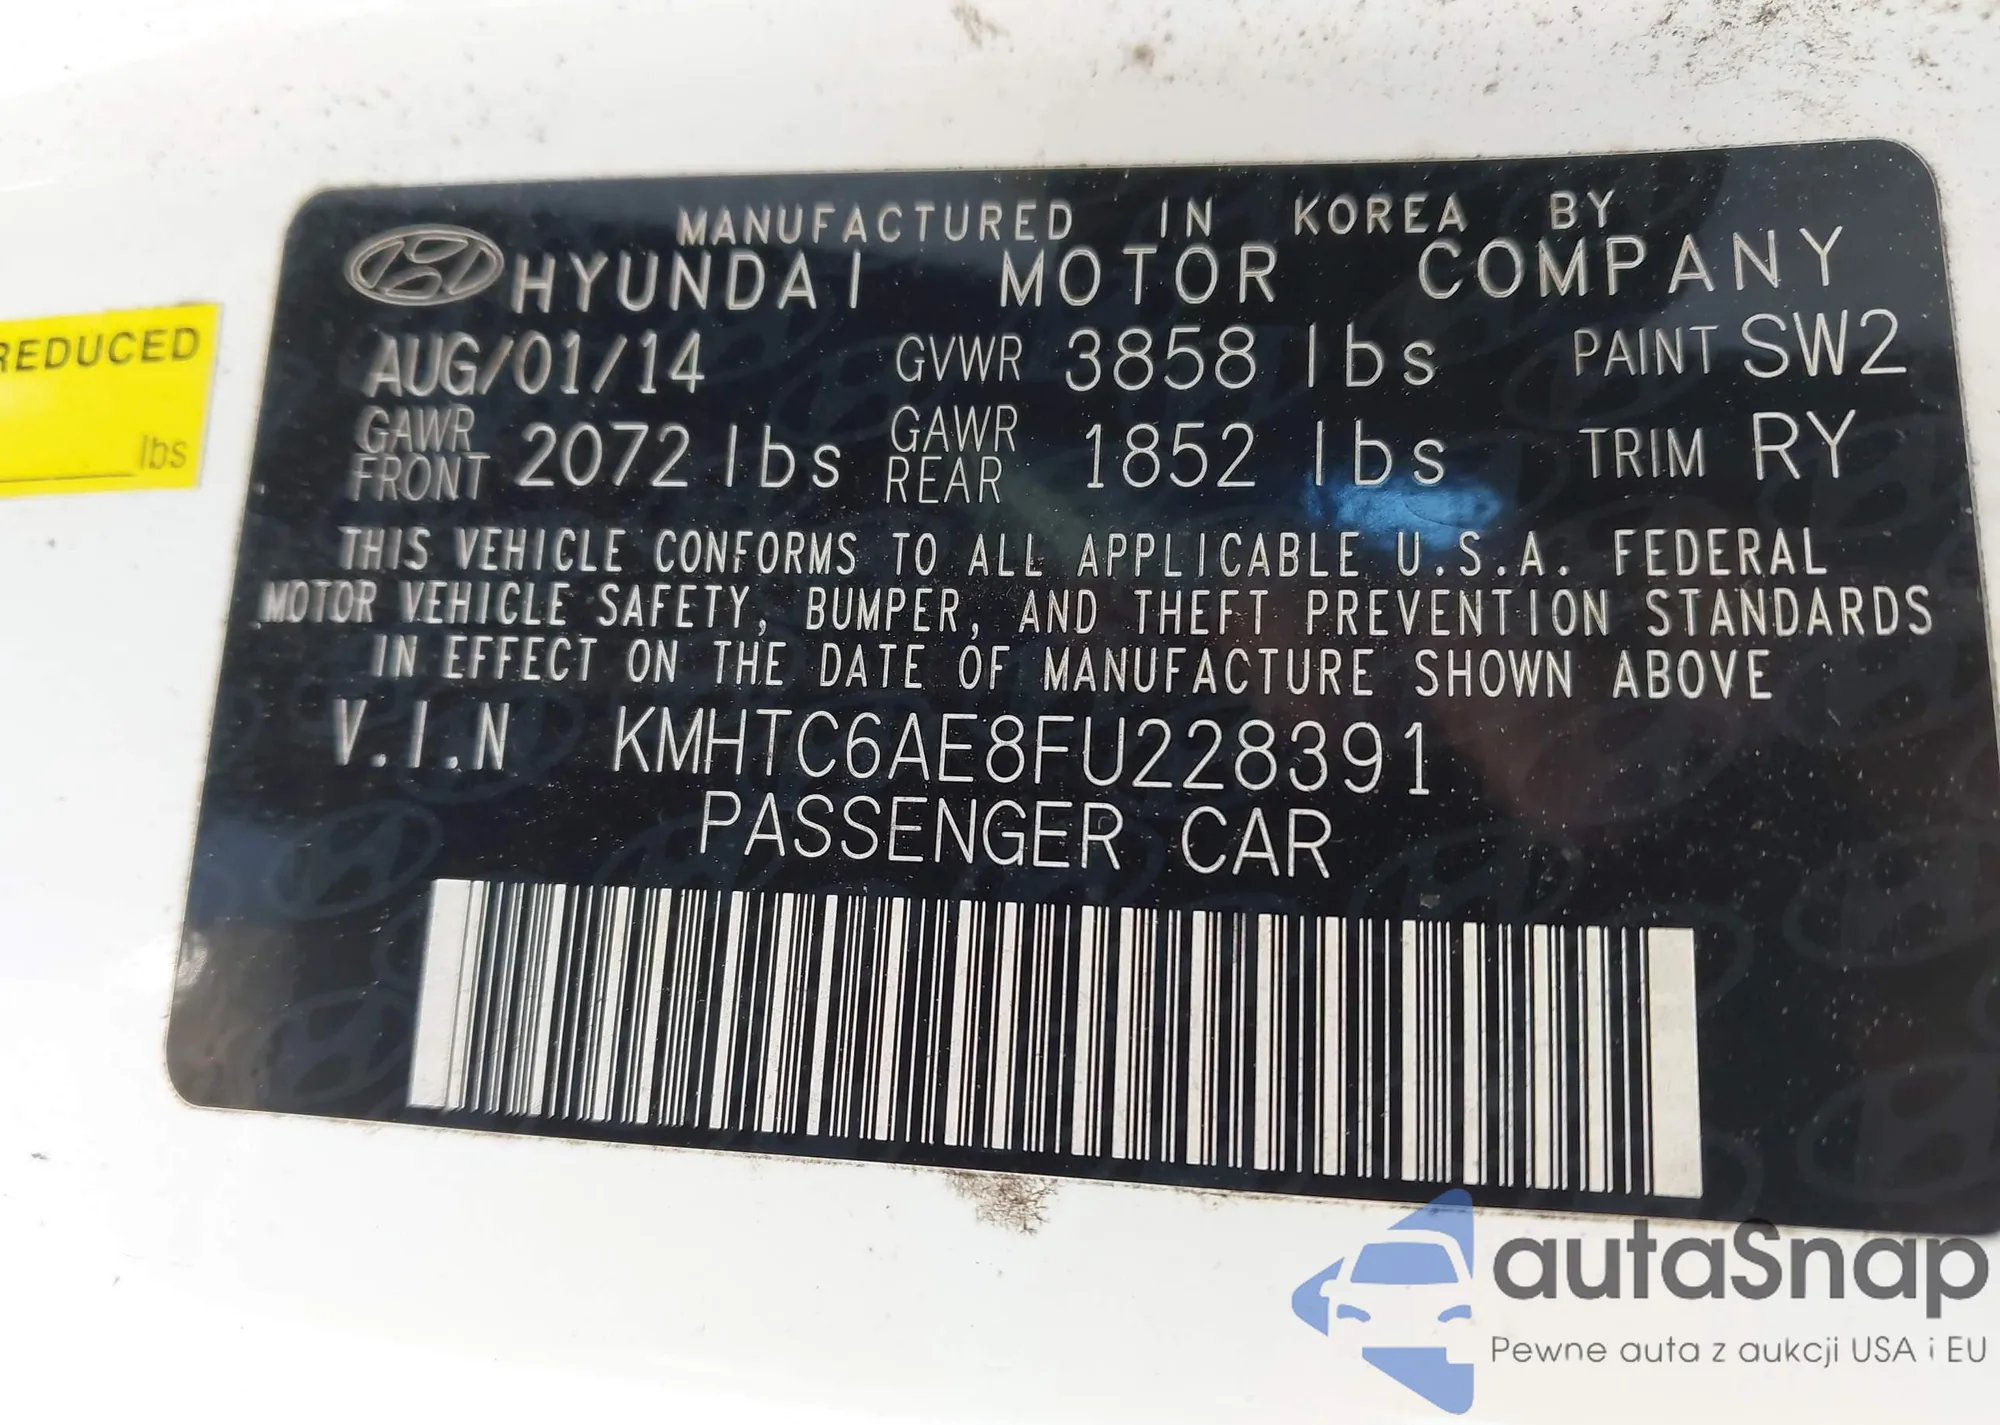 MANUFACTURED IN KOREA BY
HYUNDAI MOTOR COMPANY
AUG/01/14 GVWR 3858 lbs PAINT SW2
GAWR FRONT 2072 lbs GAWR REAR 1852 lbs TRIM RY
THIS VEHICLE CONFORMS TO ALL APPLICABLE U.S.A. FEDERAL
MOTOR VEHICLE SAFETY, BUMPER, AND THEFT PREVENTION STANDARDS
IN EFFECT ON THE DATE OF MANUFACTURE SHOWN ABOVE
V.I.N KMHTC6AE8FU228391
PASSENGER CAR
REDUCED
lbs
autaSnap
Pewne auta z aukcji USA i EU